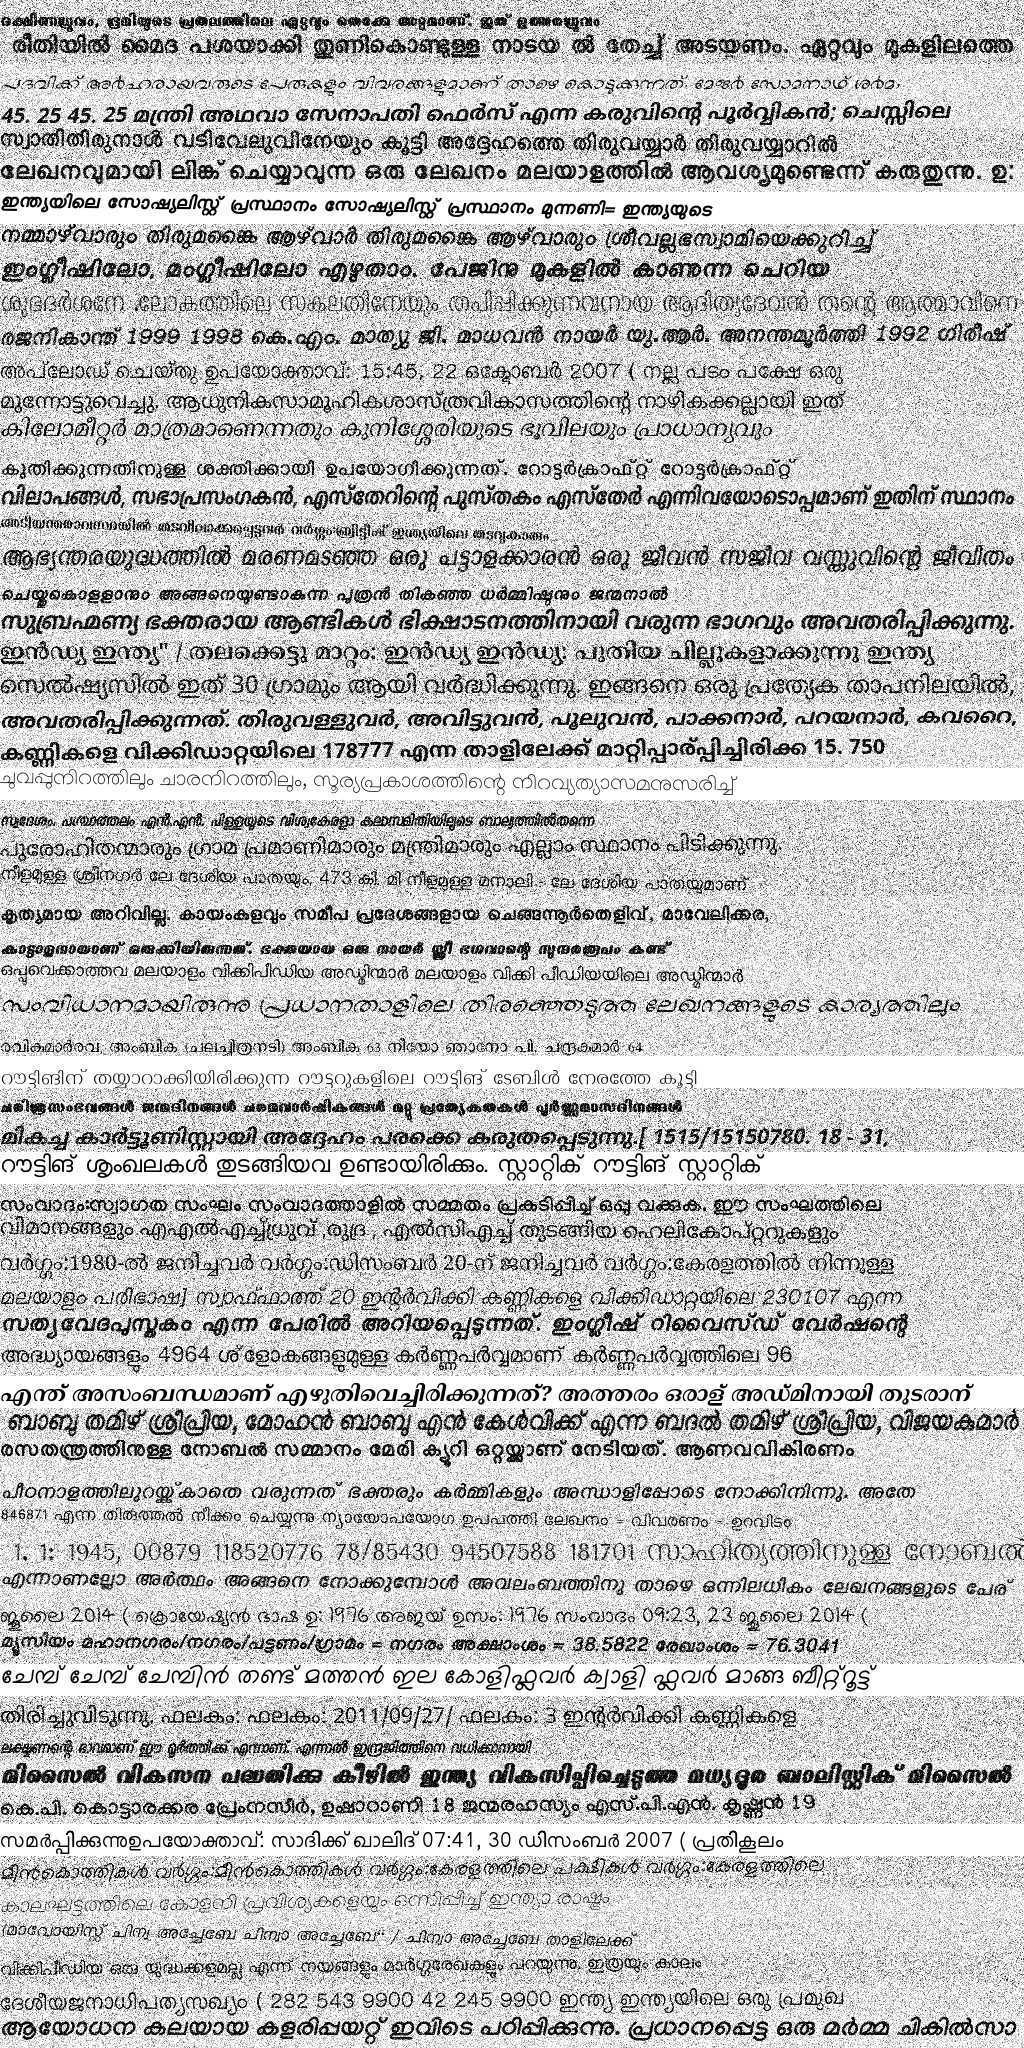 ദക്ഷിണധ്രുവം, ഭൂമിയുടെ പ്രതലത്തിലെ ഏറ്റവും തെക്കേ അറ്റമാണ്. ഇത് ഉത്തരധ്രുവം
രീതിയിൽ മൈദ പശയാക്കി തുണികൊണ്ടുള്ള നാടയ ൽ തേച്ച് അടയണം. ഏറ്റവും മുകളിലത്തെ
പദവിക്ക് അർഹരായവരുടെ പേരുകളും വിവരങ്ങളുമാണ് താഴെ കൊടുക്കുന്നത്. മേജർ സോമനാഥ് ശർമ,
45. 25 45. 25 മന്ത്രി അഥവാ സേനാപതി ഫെർസ് എന്ന കരുവിന്റെ പൂർവ്വികൻ; ചെസ്സിലെ
സ്വാതിതിരുനാൾ വടിവേലുവിനേയും കൂട്ടി അദ്ദേഹത്തെ തിരുവയ്യാർ തിരുവയ്യാറിൽ
ലേഖനവുമായി ലിങ്ക് ചെയ്യാവുന്ന ഒരു ലേഖനം മലയാളത്തിൽ ആവശ്യമുണ്ടെന്ന് കരുതുന്നു. ഉ:
ഇന്ത്യയിലെ സോഷ്യലിസ്റ്റ് പ്രസ്ഥാനം സോഷ്യലിസ്റ്റ് പ്രസ്ഥാനം മുന്നണി= ഇന്ത്യയുടെ
നമ്മാഴ്‌വാരും തിരുമങ്കൈ ആഴ്‌വാർ തിരുമങ്കൈ ആഴ്‌വാരും ശ്രീവല്ലഭസ്വാമിയെക്കുറിച്ച്
ഇംഗ്ലീഷിലോ, മംഗ്ലീഷിലോ എഴുതാം. പേജിനു മുകളിൽ കാണുന്ന ചെറിയ
ശുഭദർശനേ .ലോകത്തിലെ സകലതിനേയും തപിപ്പിക്കുന്നവനായ ആദിത്യദേവൻ തന്റെ ആത്മാവിനെ
രജനികാന്ത് 1999 1998 കെ.എം. മാത്യു ജി. മാധവൻ നായർ യു.ആർ. അനന്തമൂർത്തി 1992 ഗിരീഷ്
അപ്‌ലോഡ് ചെയ്തു ഉപയോക്താവ്: 15:45, 22 ഒക്ടോബർ 2007 ( നല്ല പടം പക്ഷേ ഒരു
മുന്നോട്ടുവെച്ചു. ആധുനികസാമൂഹികശാസ്ത്രവികാസത്തിന്റെ നാഴികക്കല്ലായി ഇത്
കിലോമീറ്റർ മാത്രമാണെന്നതും കുനിശ്ശേരിയുടെ ഭൂവിലയും പ്രാധാന്യവും
കുതിക്കുന്നതിനുള്ള ശക്തിക്കായി ഉപയോഗിക്കുന്നത്. റോട്ടർക്രാഫ്റ്റ് റോട്ടർക്രാഫ്റ്റ്
വിലാപങ്ങൾ, സഭാപ്രസംഗകൻ, എസ്തേറിന്റെ പുസ്തകം എസ്തേർ എന്നിവയോടൊപ്പമാണ് ഇതിന് സ്ഥാനം
അടിയന്തരാവസ്ഥയിൽ തടവിലാക്കപ്പെട്ടവർ വർഗ്ഗം:ബ്രിട്ടീഷ് ഇന്ത്യയിലെ തടവുകാരും
ആഭ്യന്തരയുദ്ധത്തിൽ മരണമടഞ്ഞ ഒരു പട്ടാളക്കാരൻ ഒരു ജീവൻ സജീവ വസ്തുവിന്റെ ജീവിതം
ചെയ്തുകൊള്ളാനും അങ്ങനെയുണ്ടാകുന്ന പുത്രൻ തികഞ്ഞ ധർമ്മിഷ്ഠനും ജന്മനാൽ
സുബ്രഹ്മണ്യ ഭക്തരായ ആണ്ടികൾ ഭിക്ഷാടനത്തിനായി വരുന്ന ഭാഗവും അവതരിപ്പിക്കുന്നു.
ഇൻഡ്യ ഇന്ത്യ" / തലക്കെട്ടു മാറ്റം: ഇൻഡ്യ ഇൻഡ്യ: പുതിയ ചില്ലുകളാക്കുന്നു ഇന്ത്യ
സെൽഷ്യസിൽ ഇത് 30 ഗ്രാമും ആയി വർദ്ധിക്കുന്നു. ഇങ്ങനെ ഒരു പ്രത്യേക താപനിലയിൽ,
അവതരിപ്പിക്കുന്നത്. തിരുവള്ളുവർ, അവിട്ടുവൻ, പൂലുവൻ, പാക്കനാർ, പറയനാർ, കവറൈ,
കണ്ണികളെ വിക്കിഡാറ്റയിലെ 178777 എന്ന താളിലേക്ക് മാറ്റിപ്പാര്പ്പിച്ചിരിക്ക 15. 750
ചുവപ്പുനിറത്തിലും ചാരനിറത്തിലും, സൂര്യപ്രകാശത്തിന്റെ നിറവ്യത്യാസമനുസരിച്ച്
സ്വദേശം. പശ്ചാത്തലം എൻ.എൻ. പിള്ളയുടെ വിശ്വകേരളാ കലാസമിതിയിലൂടെ ബാല്യത്തിൽതന്നെ
പുരോഹിതന്മാരും ഗ്രാമ പ്രമാണിമാരും മന്ത്രിമാരും എല്ലാം സ്ഥാനം പിടിക്കുന്നു.
നീളമുള്ള ശ്രീനഗർ ലേ ദേശിയ പാതയും, 473 കി. മി നീളമുള്ള മനാലി - ലേ ദേശിയ പാതയുമാണ്
കൃത്യമായ അറിവില്ല. കായംകുളവും സമീപ പ്രദേശങ്ങളായ ചെങ്ങന്നൂർതെളിവ്, മാവേലിക്കര,
കാട്ടാളനായാണ് ഒരുക്കിയിരുന്നത്. ഭക്തയായ ഒരു നായർ സ്ത്രീ ഭഗവാന്റെ സുന്ദരരൂപം കണ്ട്
ഒപ്പുവെക്കാത്തവ മലയാളം വിക്കിപീഡിയ അഡ്മിന്മാർ മലയാളം വിക്കി പീഡിയയിലെ അഡ്മിന്മാർ
സംവിധാനമായിരുന്നു പ്രധാനതാളിലെ തിരഞ്ഞെടുത്ത ലേഖനങ്ങളുടെ കാര്യത്തിലും
രവികുമാർരവി, അംബിക (ചലച്ചിത്രനടി) അംബിക 63 നീയോ ഞാനോ പി. ചന്ദ്രകുമാർ 64
റൗട്ടിങിന് തയ്യാറാക്കിയിരിക്കുന്ന റൗട്ടറുകളിലെ റൗട്ടിങ് ടേബിൾ നേരത്തേ കൂട്ടി
ചരിത്രസംഭവങ്ങൾ ജന്മദിനങ്ങൾ ചരമവാർഷികങ്ങൾ മറ്റു പ്രത്യേകതകൾ പൂർണ്ണമാസദിനങ്ങൾ
മികച്ച കാർട്ടൂണിസ്റ്റായി അദ്ദേഹം പരക്കെ കരുതപ്പെടുന്നു.[ 1515/15150780. 18 - 31,
റൗട്ടിങ് ശൃംഖലകൾ തുടങ്ങിയവ ഉണ്ടായിരിക്കും. സ്റ്റാറ്റിക് റൗട്ടിങ് സ്റ്റാറ്റിക്
സംവാദം:സ്വാഗത സംഘം സംവാദത്താളിൽ സമ്മതം പ്രകടിപ്പിച്ച് ഒപ്പു വക്കുക. ഈ സംഘത്തിലെ
വിമാനങ്ങളും എഎൽഎച്ച്ധ്രുവ് ,രുദ്ര , എൽസിഎച്ച് തുടങ്ങിയ ഹെലികോപ്റ്ററുകളും
വർഗ്ഗം:1980-ൽ ജനിച്ചവർ വർഗ്ഗം:ഡിസംബർ 20-ന് ജനിച്ചവർ വർഗ്ഗം:കേരളത്തിൽ നിന്നുള്ള
മലയാളം പരിഭാഷ] സ്വാഫ്ഫാത്ത് 20 ഇന്റർവിക്കി കണ്ണികളെ വിക്കിഡാറ്റയിലെ 230107 എന്ന
സത്യവേദപുസ്തകം എന്ന പേരിൽ അറിയപ്പെടുന്നത്. ഇംഗ്ലീഷ് റിവൈസ്ഡ് വേർഷന്റെ
അദ്ധ്യായങ്ങളും 4964 ശ്ളോകങ്ങളുമുള്ള കർണ്ണപർവ്വമാണ് കർണ്ണപർവ്വത്തിലെ 96
എന്ത് അസംബന്ധമാണ് എഴുതിവെച്ചിരിക്കുന്നത്? അത്തരം ഒരാള് അഡ്മിനായി തുടരാന്
ബാബു തമിഴ് ശ്രീപ്രിയ, മോഹൻ ബാബു എൻ കേൾവിക്ക് എന്ന ബദൽ തമിഴ് ശ്രീപ്രിയ, വിജയകുമാർ
രസതന്ത്രത്തിനുള്ള നോബൽ സമ്മാനം മേരി ക്യൂറി ഒറ്റയ്ക്കാണ് നേടിയത്. ആണവവികിരണം
പീഠനാളത്തിലുറയ്ക്ക്കാതെ വരുന്നത് ഭക്തരും കർമ്മികളും അന്ധാളിപ്പോടെ നോക്കിനിന്നു. അതേ
846871 എന്ന തിരുത്തൽ നീക്കം ചെയ്യുന്നു ന്യായോപയോഗ ഉപപത്തി ലേഖനം = വിവരണം = ഉറവിടം
1. 1: 1945, 00879 118520776 78/85430 94507588 181701 സാഹിത്യത്തിനുള്ള നോബൽ
എന്നാണല്ലോ അർത്ഥം അങ്ങനെ നോക്കുമ്പോൾ അവലംബത്തിനു താഴെ ഒന്നിലധികം ലേഖനങ്ങളുടെ പേര്
ജൂലൈ 2014 ( ക്രൊയേഷ്യൻ ഭാഷ ഉ: 1976 അജയ് ഉസം: 1976 സംവാദം 09:23, 23 ജൂലൈ 2014 (
മ്യൂസിയം മഹാനഗരം/നഗരം/പട്ടണം/ഗ്രാമം = നഗരം അക്ഷാംശം = 38.5822 രേഖാംശം = 76.3041
ചേമ്പ് ചേമ്പ് ചേമ്പിൻ തണ്ട് മത്തൻ ഇല കോളിഫ്ലവർ ക്വാളി ഫ്ലവർ മാങ്ങ ബീറ്റ്റൂട്ട്
തിരിച്ചുവിടുന്നു, ഫലകം: ഫലകം: 2011/09/27/ ഫലകം: 3 ഇന്റർവിക്കി കണ്ണികളെ
ലക്ഷ്മണന്റെ ഭാവമാണ് ഈ മൂർത്തിക്ക് എന്നാണ്. എന്നാൽ ഇന്ദ്രജിത്തിനെ വധിക്കാനായി
മിസൈൽ വികസന പദ്ധതിക്കു കീഴിൽ ഇന്ത്യ വികസിപ്പിച്ചെടുത്ത മധ്യദൂര ബാലിസ്റ്റിക് മിസൈൽ
കെ.പി. കൊട്ടാരക്കര പ്രേംനസീർ, ഉഷാറാണി 18 ജന്മരഹസ്യം എസ്.പി.എൻ. കൃഷ്ണൻ 19
സമർപ്പിക്കുന്നുഉപയോക്താവ്: സാദിക്ക് ഖാലിദ് 07:41, 30 ഡിസംബർ 2007 ( പ്രതികൂലം
മീൻകൊത്തികൾ വർഗ്ഗം:മീൻകൊത്തികൾ വർഗ്ഗം:കേരളത്തിലെ പക്ഷികൾ വർഗ്ഗം:കേരളത്തിലെ
കാലഘട്ടത്തിലെ കോളനി പ്രവിശ്യകളെയും ഒന്നിപ്പിച്ച് ഇന്ത്യാ രാഷ്ട്രം
(മാവോയിസ്റ്റ് ചിന്വ അച്ചേബേ ചിന്വാ അച്ചേബേ" / ചിന്വാ അച്ചേബേ താളിലേക്ക്
വിക്കിപീഡിയ ഒരു യുദ്ധക്കളമല്ല എന്ന് നയങ്ങളും മാർഗ്ഗരേഖകളും പറയുന്നു. ഇത്രയും കാലം
ദേശീയജനാധിപത്യസഖ്യം ( 282 543 9900 42 245 9900 ഇന്ത്യ ഇന്ത്യയിലെ ഒരു പ്രമുഖ
ആയോധന കലയായ കളരിപ്പയറ്റ് ഇവിടെ പഠിപ്പിക്കുന്നു. പ്രധാനപ്പെട്ട ഒരു മർമ്മ ചികിൽസാ